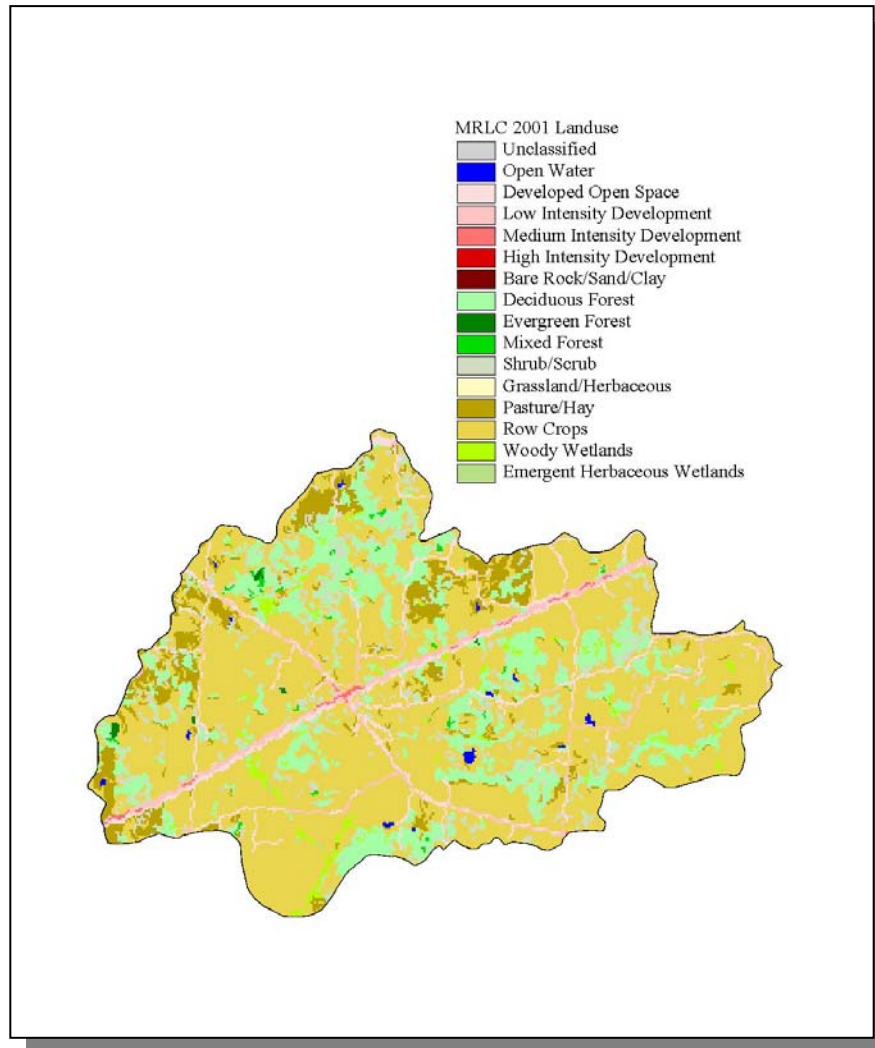 MRLC 2001 Landuse
Unclassified
Open Water
Developed Open Space
Low Intensity Development
Medium Intensity Development
High Intensity Development
Bare Rock/Sand/Clay
Deciduous Forest
Evergreen Forest
Mixed Forest
Shrub/Scrub
Grassland/Herbaceous
Pasture/Hay
Row Crops
Woody Wetlands
Emergent Herbaceous Wetlands